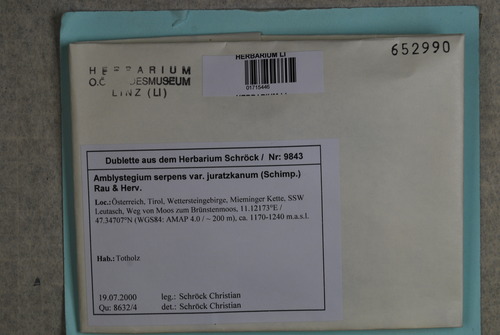 652990
HERBARIUM
O.Ö. LANDESMUSEUM
LINZ (LI)
HERBARIUM LI
01715446
Dublette aus dem Herbarium Schröck / Nr: 9843
Amblystegium serpens var. juratzkanum (Schimp.)
Rau & Herv.
Loc.:Österreich, Tirol, Wettersteingebirge, Mieminger Kette, SSW
Leutasch, Weg von Moos zum Brünstenmoos, 11.12173°E /
47.34707°N (WGS84: AMAP 4.0 / ~ 200 m), ca. 1170-1240 m.a.s.l.
Hab.:Totholz
19.07.2000 leg.: Schröck Christian
Qu: 8632/4 det.: Schröck Christian